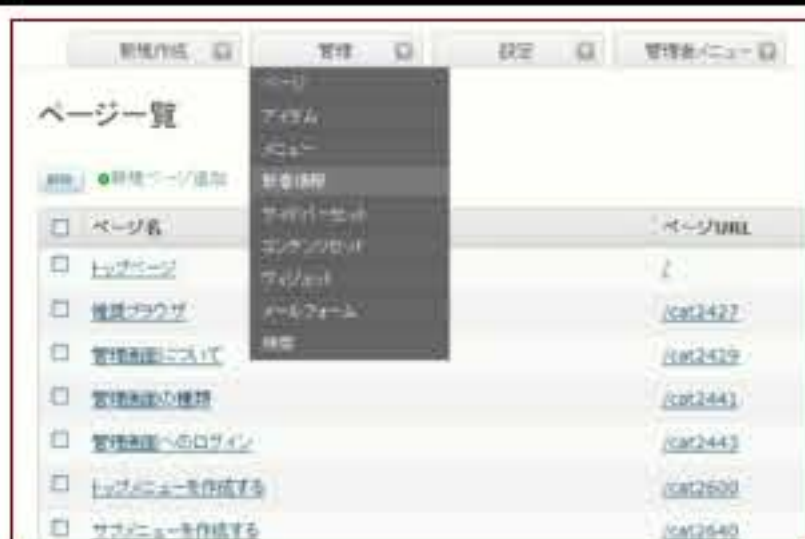 新規作成 管理 設定 管理者メニュー
ページ
アイテム
メニュー
新着情報
サイドバーセット
コンテンツセット
ウィジェット
メールフォーム
ページ一覧
新規ページ追加
ページ名 ページURL
トップページ /
推奨ブラウザ /cat2427
管理画面について /cat2429
管理画面の種類 /cat2441
管理画面へのログイン /cat2443
トップメニューを作成する /cat2600
サブメニューを作成する /cat2640